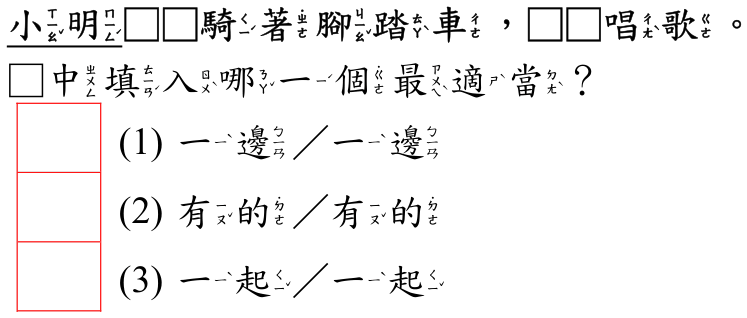 小明□□騎著腳踏車，□□唱歌。
□中填入哪一個最適當？
(1) 一邊／一邊
(2) 有的／有的
(3) 一起／一起